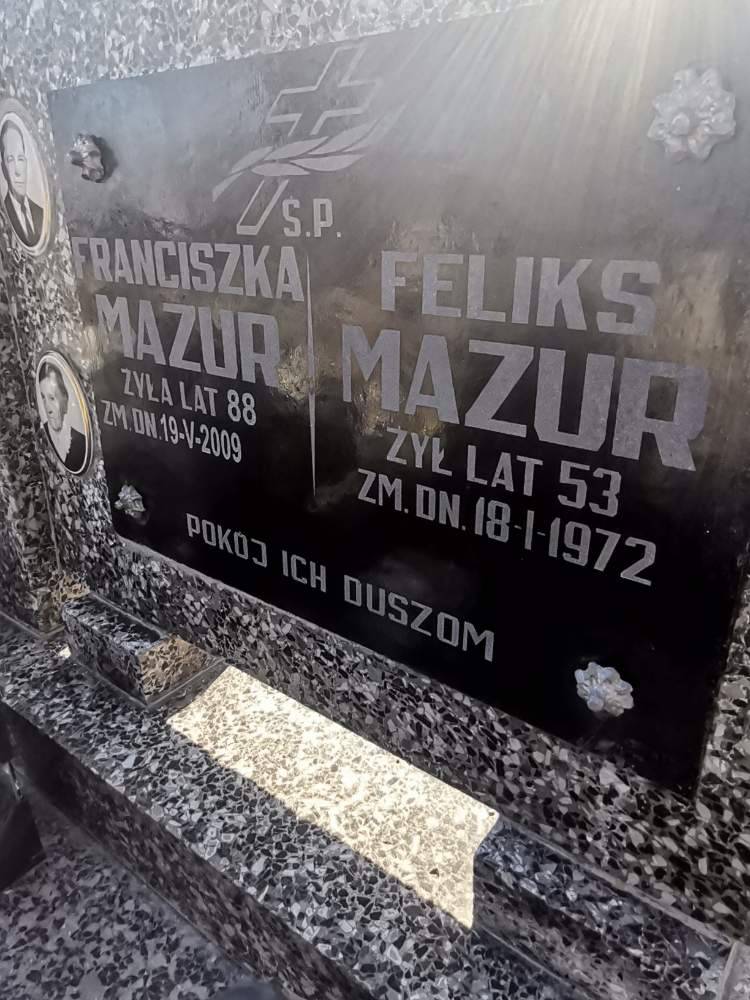 Ś.P.
FRANCISZKA
MAZUR
ŻYŁA LAT 88
ZM. DN. 19-V-2009
FELIKS
MAZUR
ŻYŁ LAT 53
ZM. DN. 18-I-1972
POKÓJ ICH DUSZOM